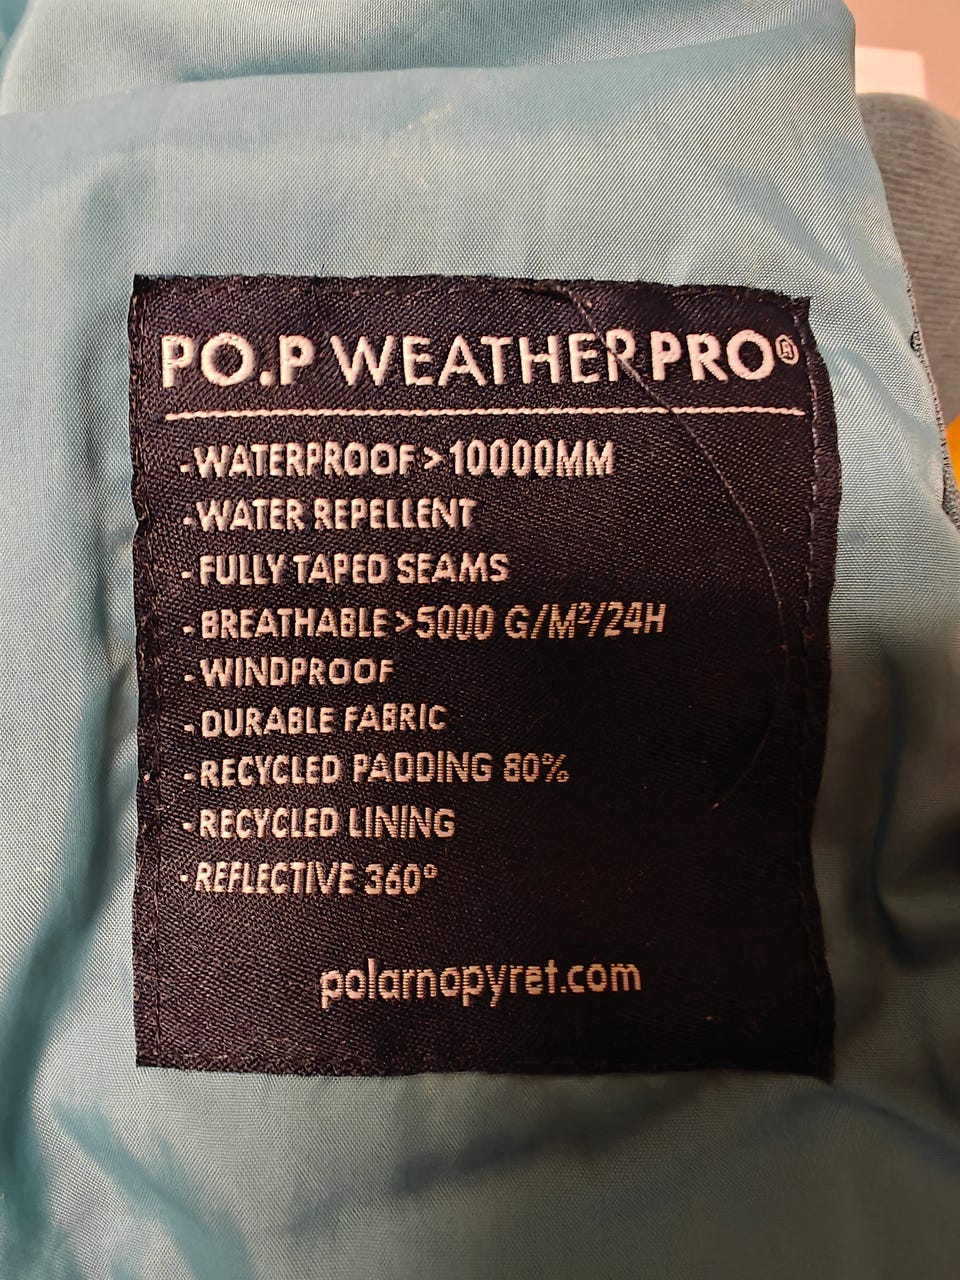 PO.P WEATHERPRO®
-WATERPROOF>10000MM
-WATER REPELLENT
-FULLY TAPED SEAMS
-BREATHABLE>5000 G/M²/24H
-WINDPROOF
-DURABLE FABRIC
-RECYCLED PADDING 80%
-RECYCLED LINING
-REFLECTIVE 360°
polarnopyret.com